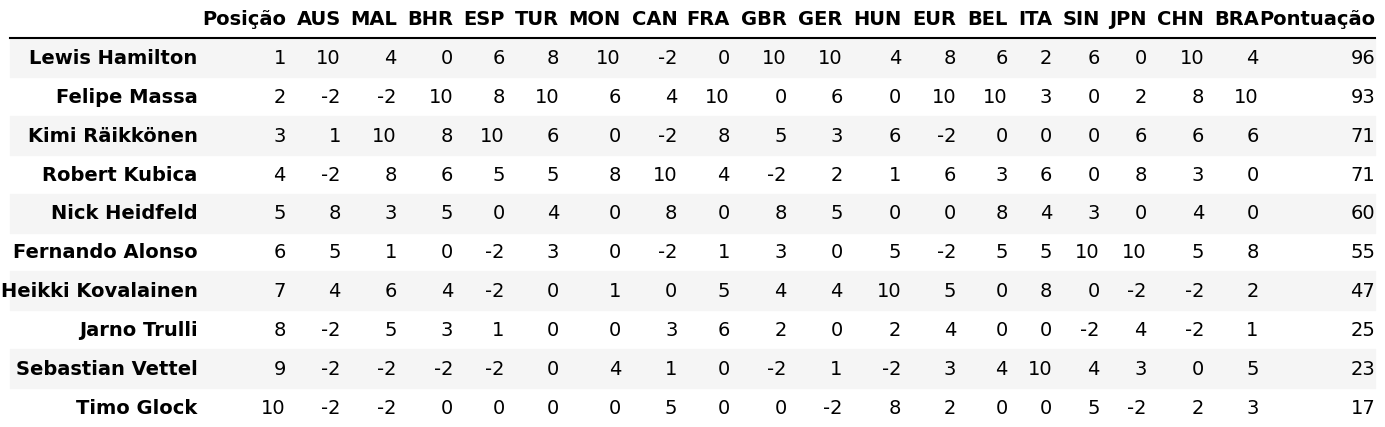 Posição AUS MAL BHR ESP TUR MON CAN FRA GBR GER HUN EUR BEL ITA SIN JPN CHN BRA Pontuação
Lewis Hamilton 1 10 4 0 6 8 10 -2 0 10 10 4 8 6 2 6 0 10 4 96
Felipe Massa 2 -2 -2 10 8 10 6 4 10 0 6 0 10 10 3 0 2 8 10 93
Kimi Räikkönen 3 1 10 8 10 6 0 -2 8 5 3 6 -2 0 0 0 6 6 6 71
Robert Kubica 4 -2 8 6 5 5 8 10 4 -2 2 1 6 3 6 0 8 3 0 71
Nick Heidfeld 5 8 3 5 0 4 0 8 0 8 5 0 0 8 4 3 0 4 0 60
Fernando Alonso 6 5 1 0 -2 3 0 -2 1 3 0 5 -2 5 5 10 10 5 8 55
Heikki Kovalainen 7 4 6 4 -2 0 1 0 5 4 4 10 5 0 8 0 -2 -2 2 47
Jarno Trulli 8 -2 5 3 1 0 0 3 6 2 0 2 4 0 0 -2 4 -2 1 25
Sebastian Vettel 9 -2 -2 -2 -2 0 4 1 0 -2 1 -2 3 4 10 4 3 0 5 23
Timo Glock 10 -2 -2 0 0 0 0 5 0 0 -2 8 2 0 0 5 -2 2 3 17